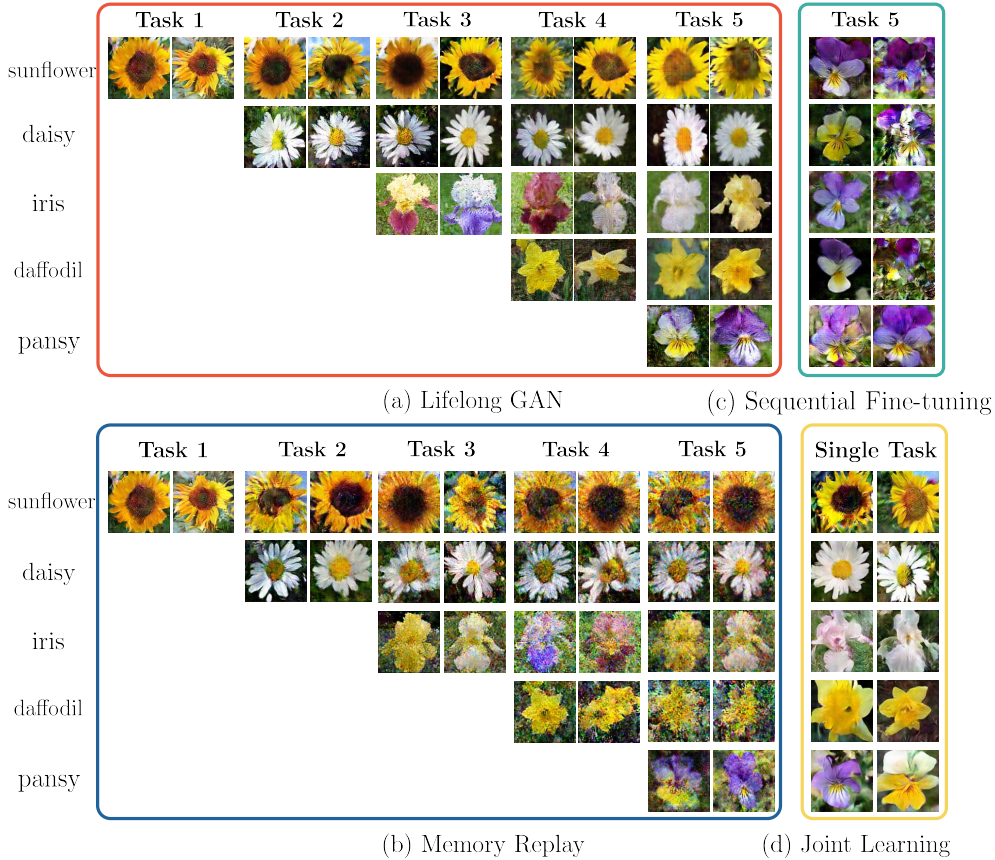 Task 1 Task 2 Task 3 Task 4 Task 5 Task 5
sunflower
daisy
iris
daffodil
pansy
(a) Lifelong GAN (c) Sequential Fine-tuning
Task 1 Task 2 Task 3 Task 4 Task 5 Single Task
sunflower
daisy
iris
daffodil
pansy
(b) Memory Replay (d) Joint Learning